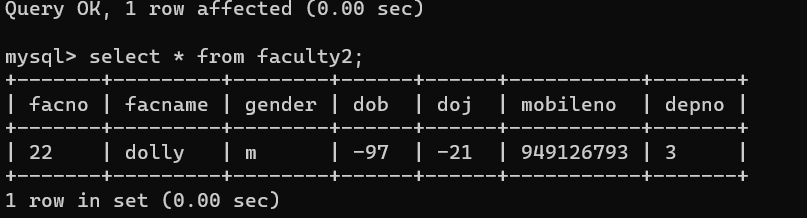 Query OK, 1 row affected (0.00 sec)
mysql> select * from faculty2;
+-------+---------+--------+------+------+-----------+-------+
| facno | facname | gender | dob  | doj  | mobileno  | depno |
+-------+---------+--------+------+------+-----------+-------+
| 22    | dolly   | m      | -97  | -21  | 949126793 | 3     |
+-------+---------+--------+------+------+-----------+-------+
1 row in set (0.00 sec)